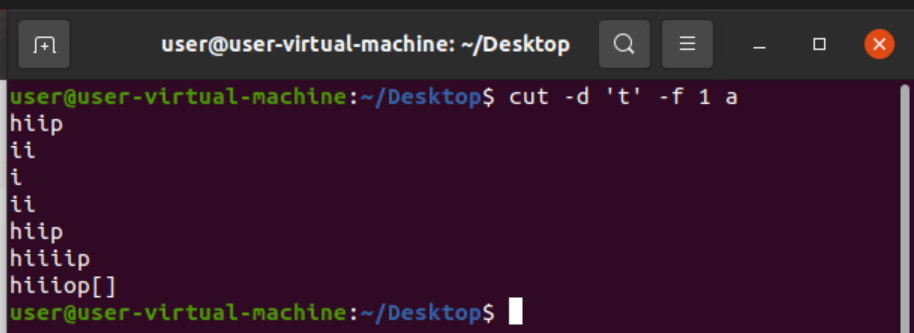 user@user-virtual-machine: ~/Desktop
user@user-virtual-machine:~/Desktop$ cut -d 't' -f 1 a
hiip
ii
i
ii
hiip
hiiiip
hiiiop[]
user@user-virtual-machine:~/Desktop$